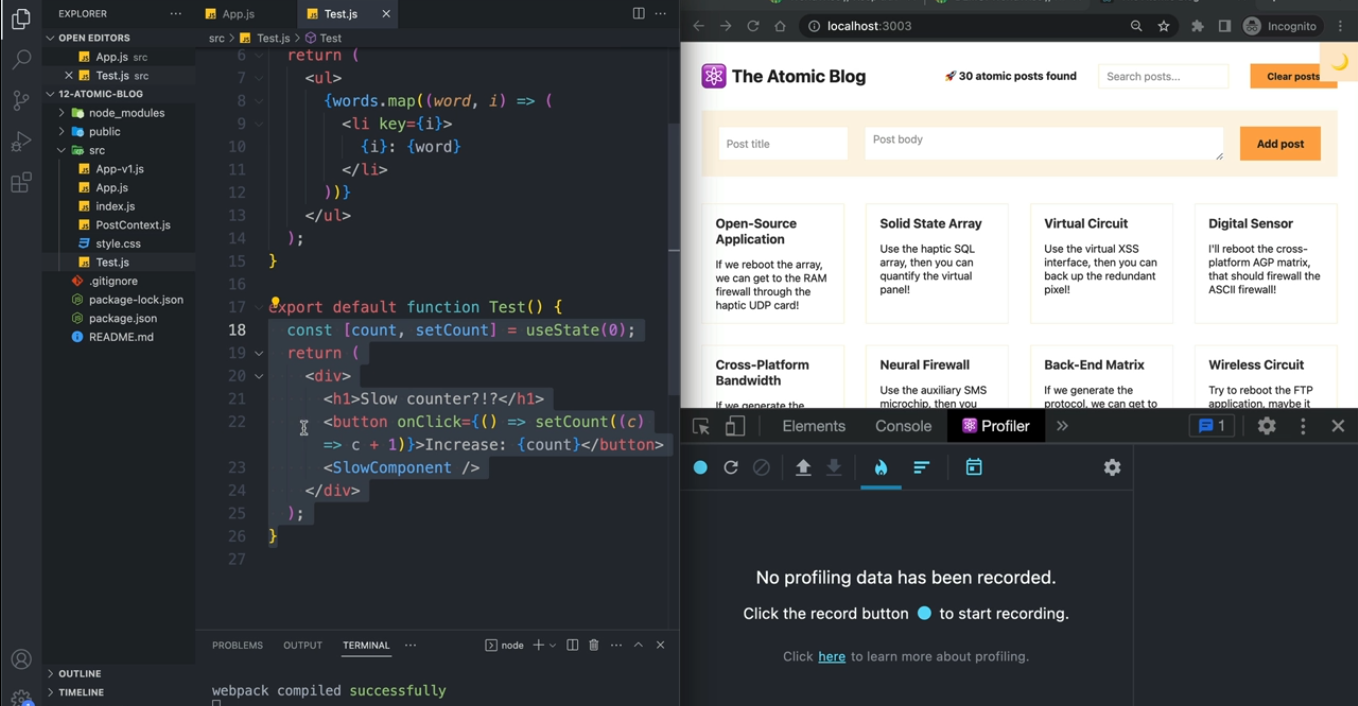 EXPLORER
OPEN EDITORS
App.js src
Test.js src
12-ATOMIC-BLOG
node_modules
public
src
App-v1.js
App.js
index.js
PostContext.js
style.css
Test.js
.gitignore
package-lock.json
package.json
README.md
OUTLINE
TIMELINE
App.js
Test.js
src > Test.js > Test
6 return (
7 <ul>
8 {words.map((word, i) => (
9 <li key={i}>
10 {i}: {word}
11 </li>
12 ))}
13 </ul>
14 );
15 }
16
17 export default function Test() {
18 const [count, setCount] = useState(0);
19 return (
20 <div>
21 <h1>Slow counter?!?</h1>
22 <button onClick={() => setCount((c)
=> c + 1)}>Increase: {count}</button>
23 <SlowComponent />
24 </div>
25 );
26 }
27
PROBLEMS OUTPUT TERMINAL
node
webpack compiled successfully
localhost:3003
Incognito
The Atomic Blog
🚀 30 atomic posts found
Search posts...
Clear posts
Post title
Post body
Add post
Open-Source
Application
If we reboot the array,
we can get to the RAM
firewall through the
haptic UDP card!
Solid State Array
Use the haptic SQL
array, then you can
quantify the virtual
panel!
Virtual Circuit
Use the virtual XSS
interface, then you can
back up the redundant
pixel!
Digital Sensor
I'll reboot the cross-
platform AGP matrix,
that should firewall the
ASCII firewall!
Cross-Platform
Bandwidth
If we generate the
Neural Firewall
Use the auxiliary SMS
microchip, then you
Back-End Matrix
If we generate the
protocol, we can get to
Wireless Circuit
Try to reboot the FTP
application, maybe it
Elements Console Profiler
1
No profiling data has been recorded.
Click the record button to start recording.
Click here to learn more about profiling.